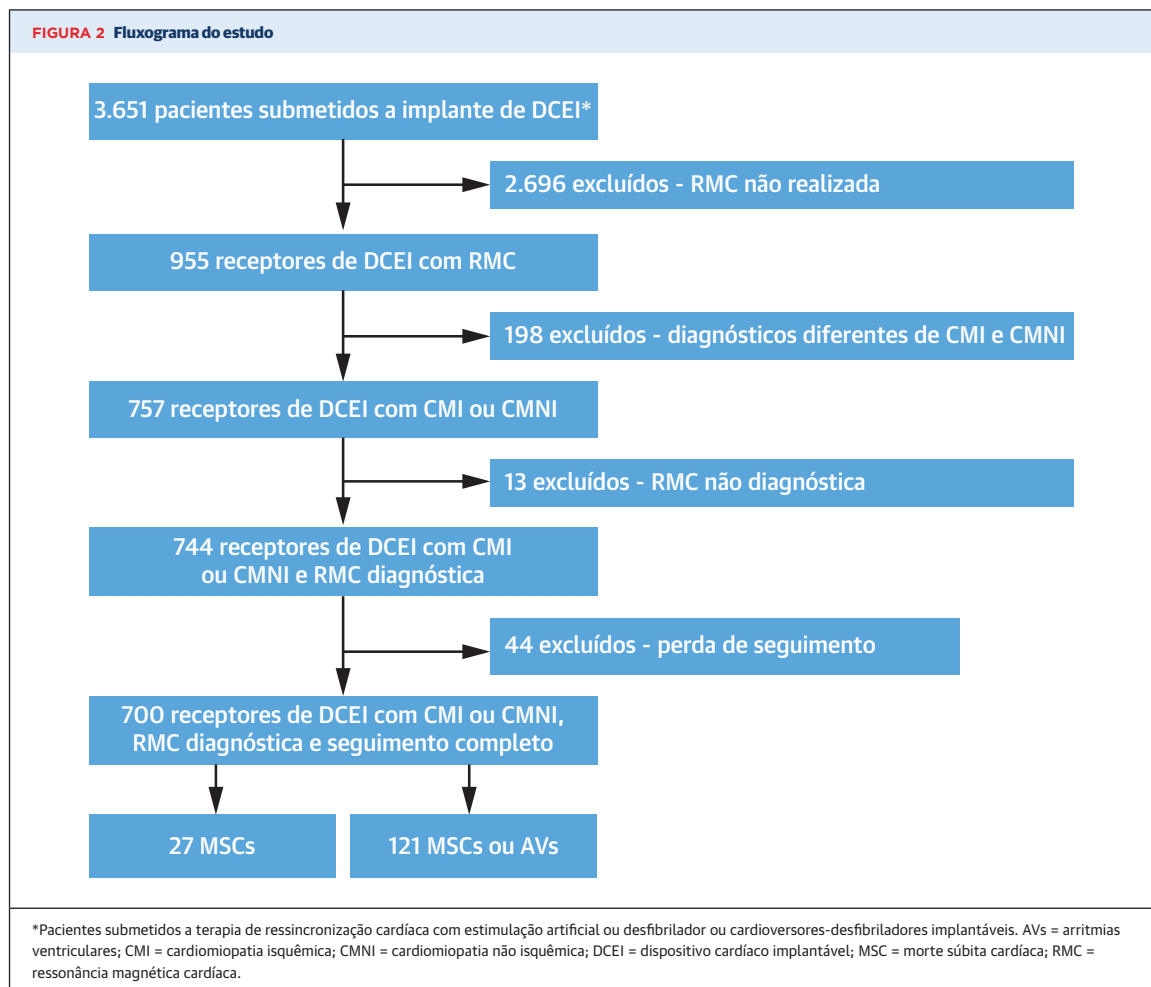 FIGURA 2 Fluxograma do estudo
3.651 pacientes submetidos a implante de DCEI*
2.696 excluídos - RMC não realizada
955 receptores de DCEI com RMC
198 excluídos - diagnósticos diferentes de CMI e CMNI
757 receptores de DCEI com CMI ou CMNI
13 excluídos - RMC não diagnóstica
744 receptores de DCEI com CMI
ou CMNI e RMC diagnóstica
44 excluídos - perda de seguimento
700 receptores de DCEI com CMI ou CMNI,
RMC diagnóstica e seguimento completo
27 MSCs
121 MSCs ou AVs
*Pacientes submetidos a terapia de ressincronização cardíaca com estimulação artificial ou desfibrilador ou cardioversores-desfibriladores implantáveis. AVs = arritmias
ventriculares; CMI = cardiomiopatia isquêmica; CMNI = cardiomiopatia não isquêmica; DCEI = dispositivo cardíaco implantável; MSC = morte súbita cardíaca; RMC =
ressonância magnética cardíaca.